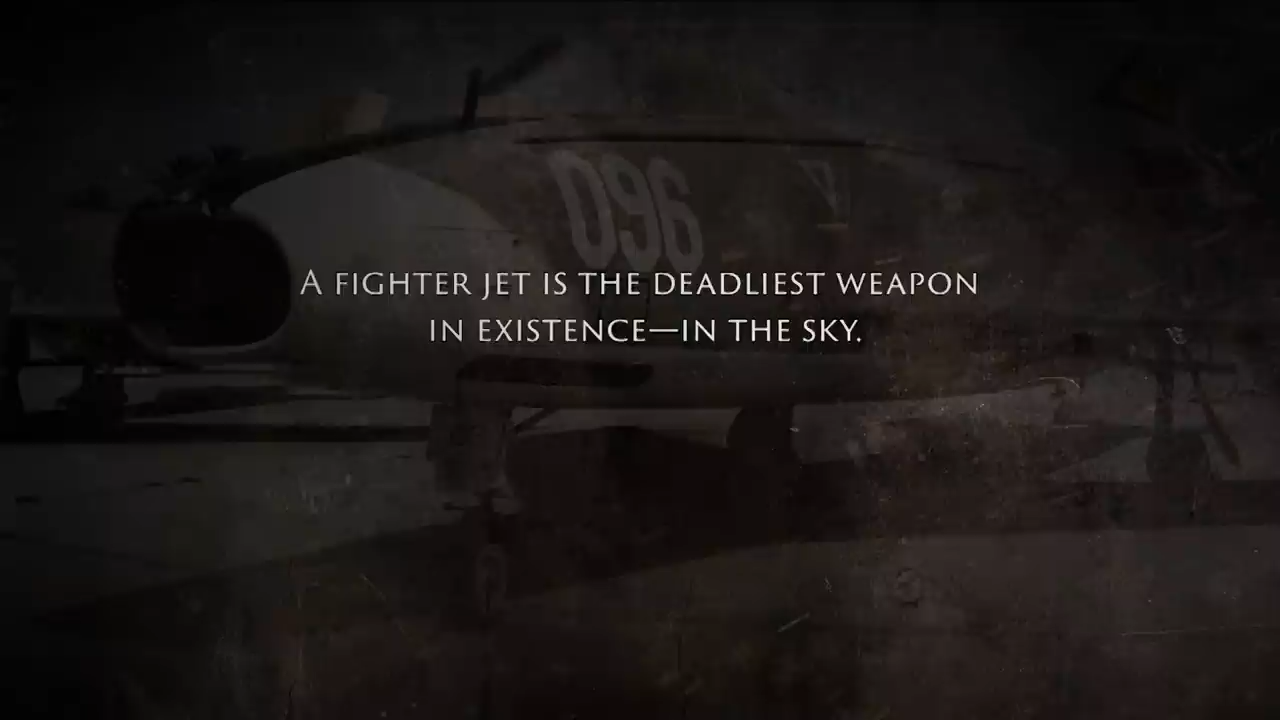 096
A FIGHTER JET IS THE DEADLIEST WEAPON
IN EXISTENCE—IN THE SKY.